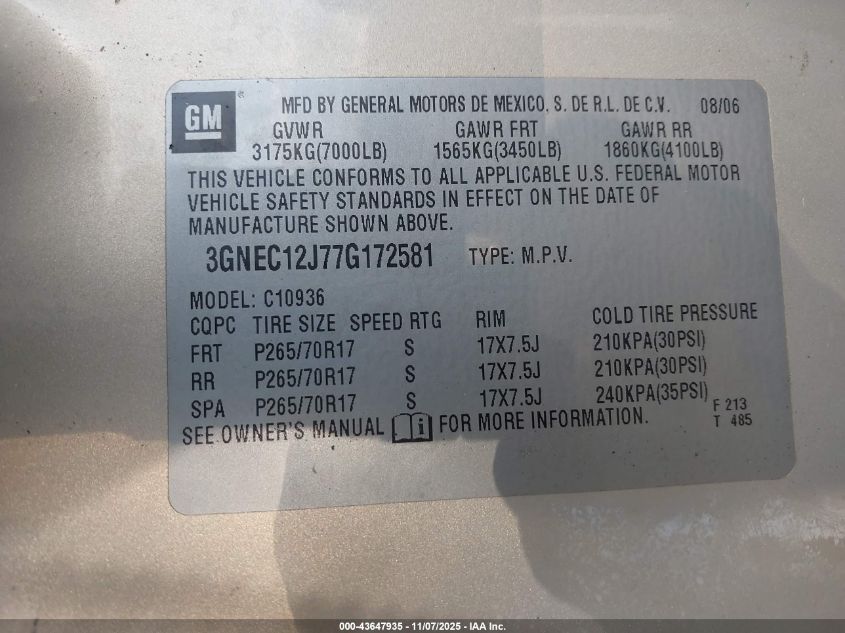 GM
MFD BY GENERAL MOTORS DE MEXICO, S. DE R.L. DE C.V. 08/06
GVWR GAWR FRT GAWR RR
3175KG(7000LB) 1565KG(3450LB) 1860KG(4100LB)
THIS VEHICLE CONFORMS TO ALL APPLICABLE U.S. FEDERAL MOTOR
VEHICLE SAFETY STANDARDS IN EFFECT ON THE DATE OF
MANUFACTURE SHOWN ABOVE.
3GNEC12J77G172581 TYPE: M.P.V.
MODEL: C10936
CQPC TIRE SIZE SPEED RTG RIM COLD TIRE PRESSURE
FRT P265/70R17 S 17X7.5J 210KPA(30PSI)
RR P265/70R17 S 17X7.5J 210KPA(30PSI)
SPA P265/70R17 S 17X7.5J 240KPA(35PSI) F 213
SEE OWNER'S MANUAL i FOR MORE INFORMATION. T 485
000-43647935 - 11/07/2025 - IAA Inc.